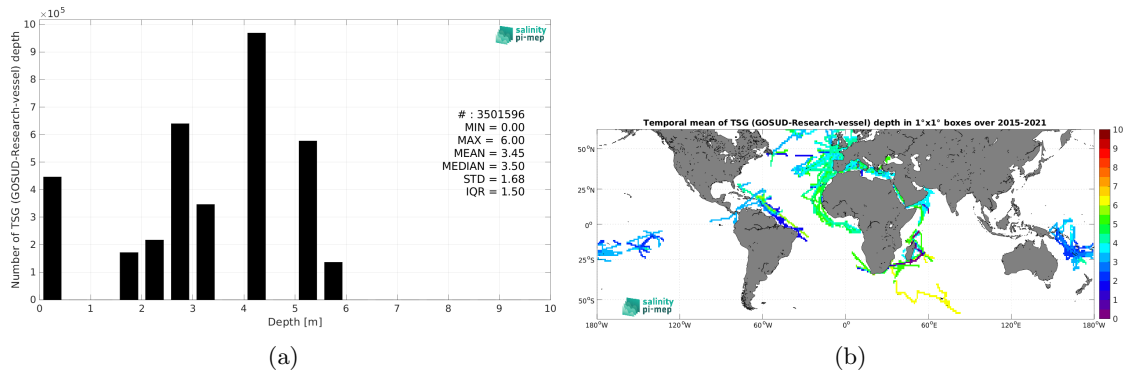 ×10⁵
10
9
8
7
6
5
4
3
2
1
0
Number of TSG (GOSUD-Research-vessel) depth
salinity
pi-mep
# : 3501596
MIN = 0.00
MAX = 6.00
MEAN = 3.45
MEDIAN = 3.50
STD = 1.68
IQR = 1.50
0 1 2 3 4 5 6 7 8 9 10
Depth [m]
(a)
Temporal mean of TSG (GOSUD-Research-vessel) depth in 1°x1° boxes over 2015-2021
50°N
25°N
0°
25°S
50°S
salinity
pi-mep
180°W 120°W 60°W 0° 60°E 120°E 180°E
10
9
8
7
6
5
4
3
2
1
0
(b)